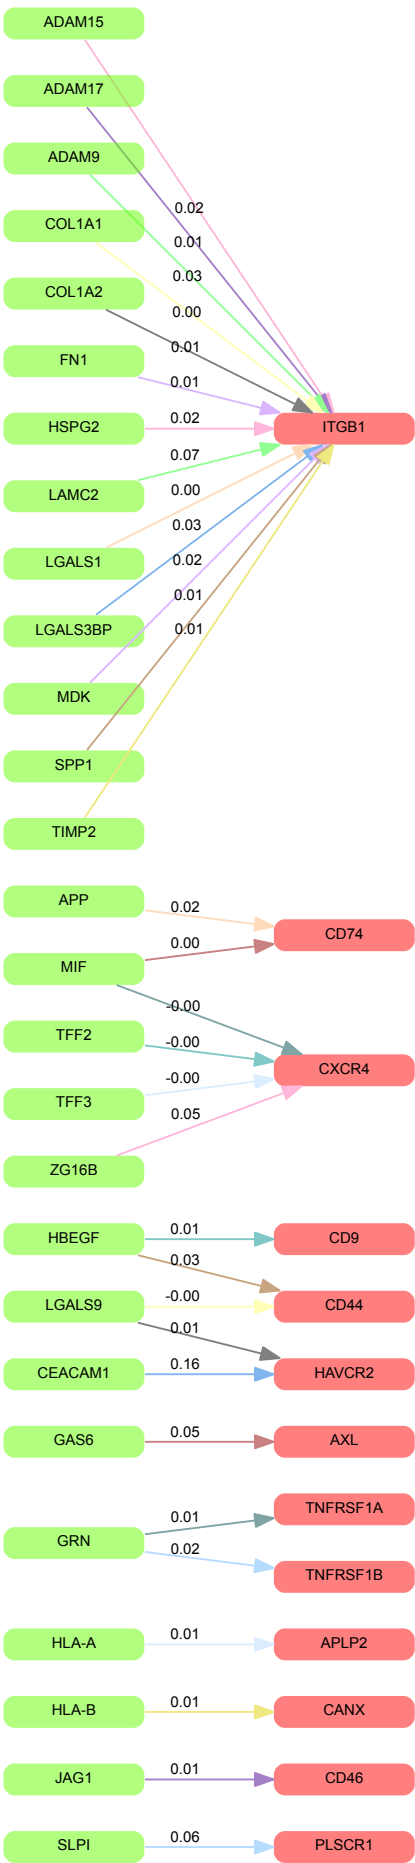 ADAM15
ADAM17
ADAM9
COL1A1
0.02
0.01
0.03
COL1A2
0.00
0.01
FN1
0.01
HSPG2
0.02
ITGB1
0.07
LAMC2
0.00
0.03
LGALS1
0.02
0.01
LGALS3BP
0.01
MDK
SPP1
TIMP2
APP
0.02
CD74
0.00
MIF
-0.00
TFF2
-0.00
CXCR4
-0.00
TFF3
0.05
ZG16B
HBEGF
0.01
CD9
0.03
LGALS9
-0.00
CD44
0.01
CEACAM1
0.16
HAVCR2
GAS6
0.05
AXL
TNFRSF1A
0.01
GRN
0.02
TNFRSF1B
HLA-A
0.01
APLP2
HLA-B
0.01
CANX
JAG1
0.01
CD46
SLPI
0.06
PLSCR1